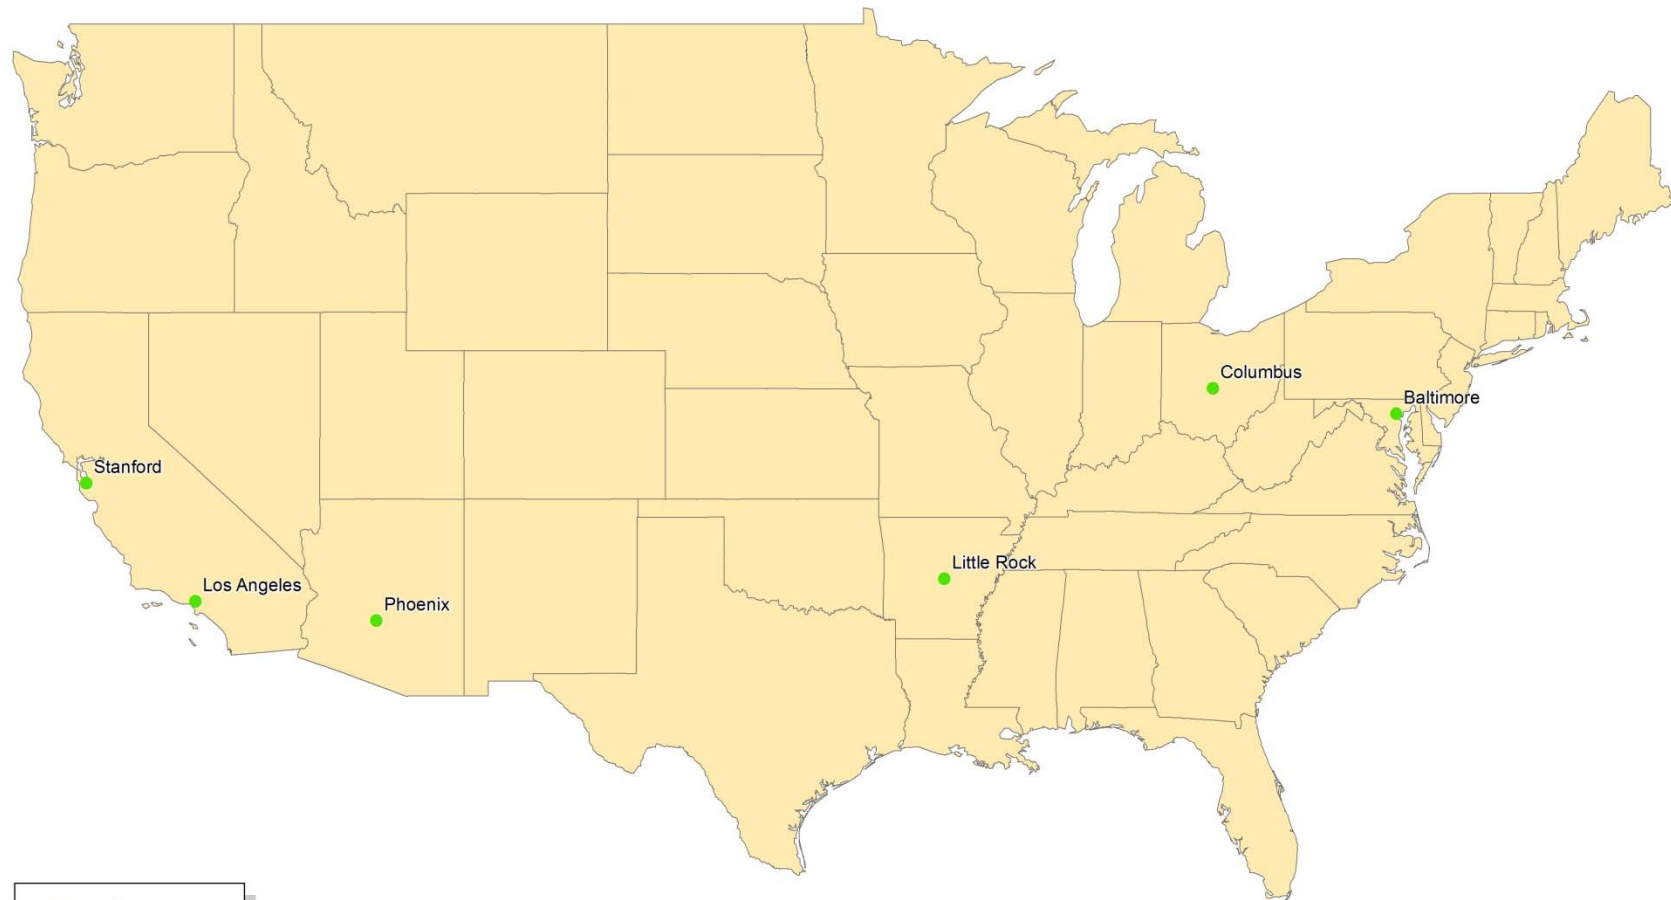 Columbus
Baltimore
Stanford
Little Rock
Los Angeles
Phoenix